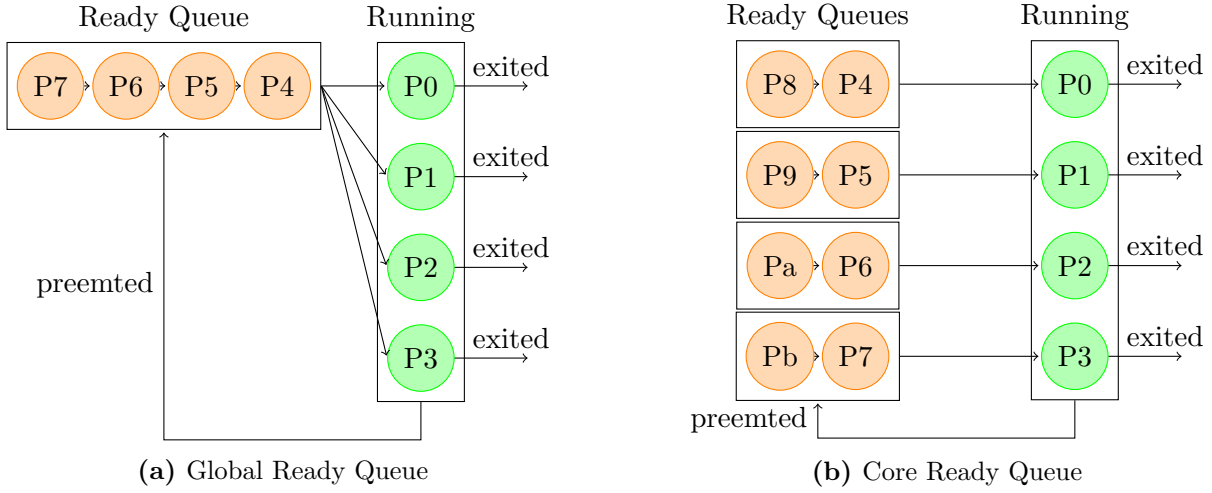 Ready Queue
Running
P7 P6 P5 P4
P0
exited
P1
exited
P2
exited
P3
exited
preemted
(a) Global Ready Queue
Ready Queues
Running
P8 P4
P0
exited
P9 P5
P1
exited
Pa P6
P2
exited
Pb P7
P3
exited
preemted
(b) Core Ready Queue